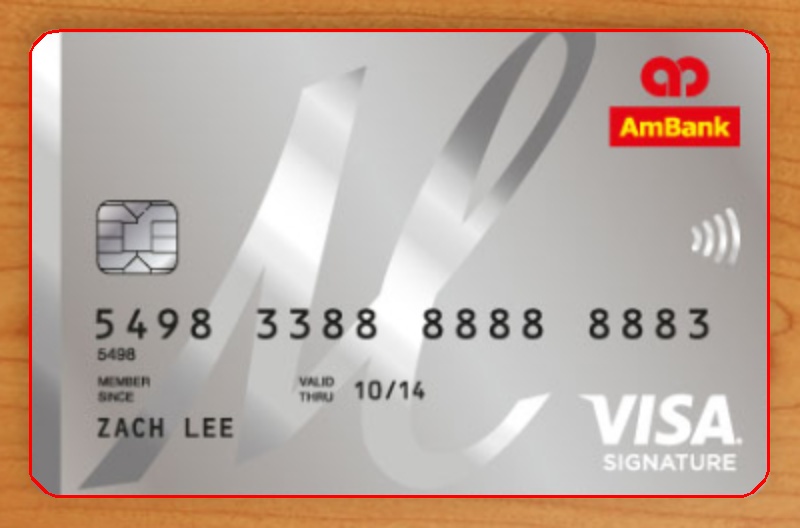 AmBank
5498 3388 8888 8883
5498
MEMBER SINCE
VALID THRU 10/14
ZACH LEE
VISA
SIGNATURE